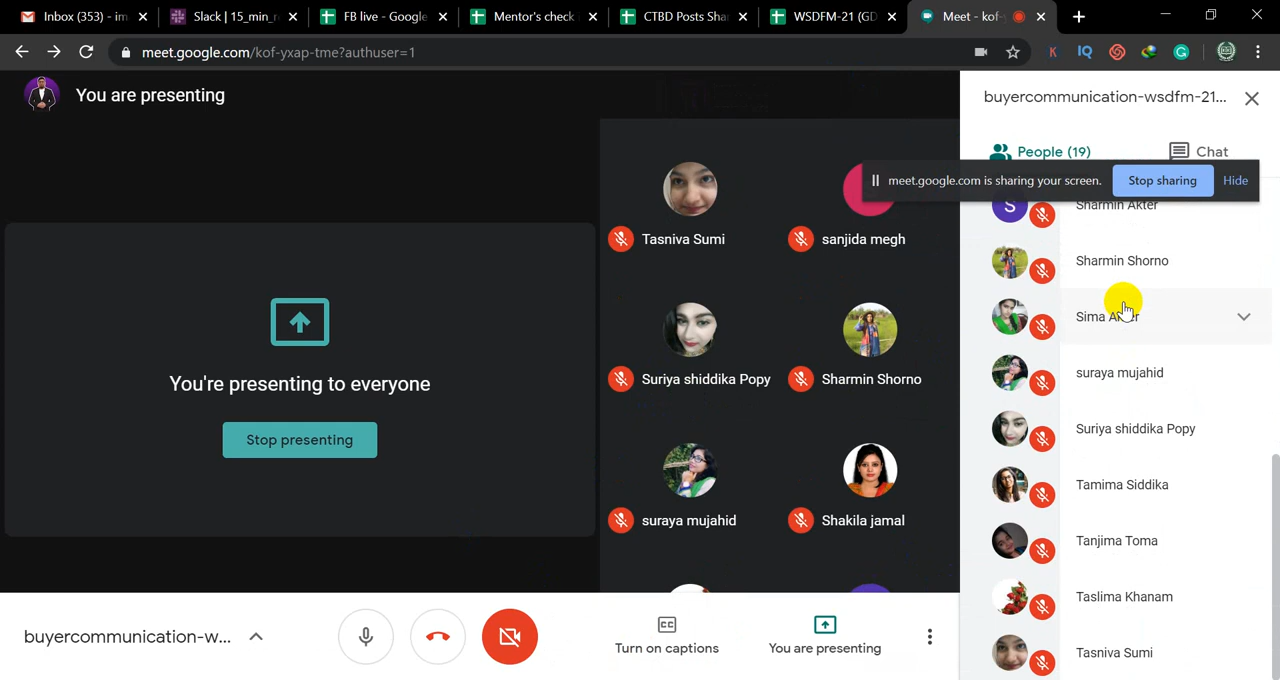 Inbox (353) - im
Slack | 15_min_r
FB live - Google
Mentor's check
CTBD Posts Shar
WSDFM-21 (GD
Meet - kof-
meet.google.com/kof-yxap-tme?authuser=1
You are presenting
buyercommunication-wsdfm-21...
People (19)
Chat
meet.google.com is sharing your screen.
Stop sharing
Hide
You're presenting to everyone
Stop presenting
Tasniva Sumi
sanjida megh
Suriya shiddika Popy
Sharmin Shorno
suraya mujahid
Shakila jamal
S
Sharmin Akter
Sharmin Shorno
Sima Akter
suraya mujahid
Suriya shiddika Popy
Tamima Siddika
Tanjima Toma
Taslima Khanam
Tasniva Sumi
buyercommunication-w...
Turn on captions
You are presenting